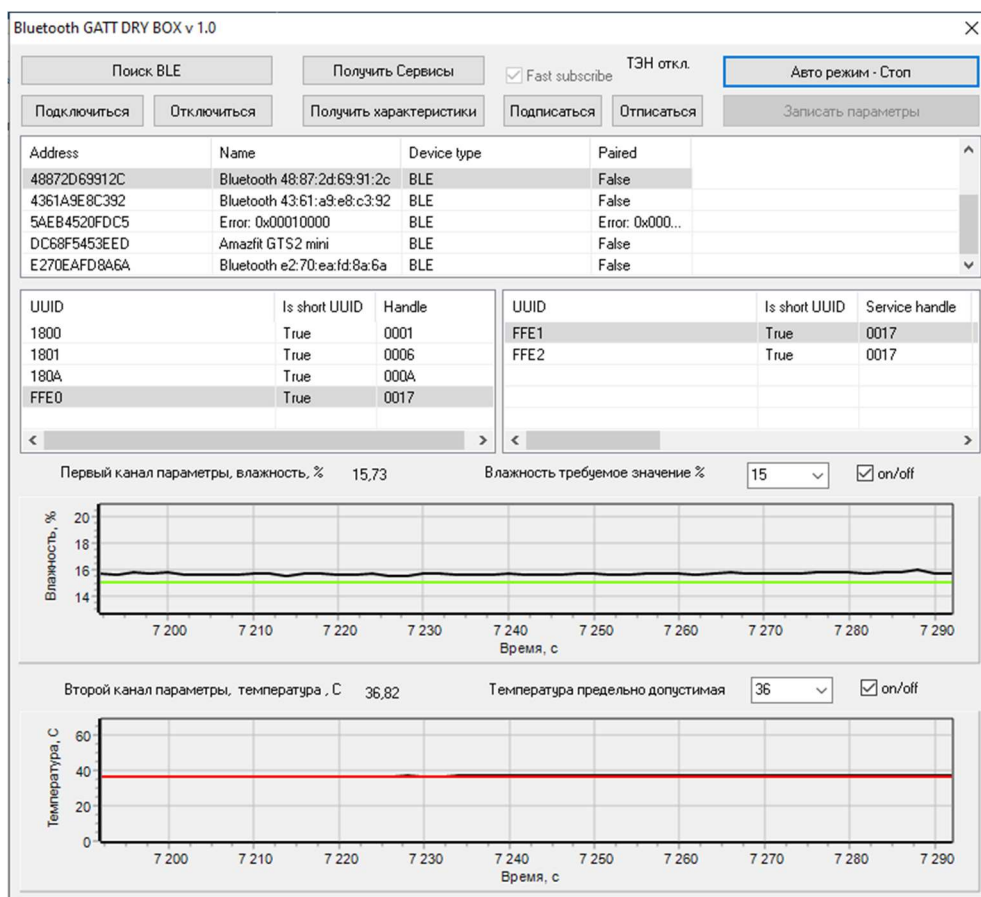 Bluetooth GATT DRY BOX v 1.0
Поиск BLE Получить Сервисы Fast subscribe ТЭН откл. Авто режим - Стоп
Подключиться Отключиться Получить характеристики Подписаться Отписаться Записать параметры
Address Name Device type Paired
48872D69912C Bluetooth 48:87:2d:69:91:2c BLE False
4361A9E8C392 Bluetooth 43:61:a9:e8:c3:92 BLE False
5AEB4520FDC5 Error: 0x00010000 BLE Error: 0x000...
DC68F5453EED Amazfit GTS2 mini BLE False
E270EAFD8A6A Bluetooth e2:70:ea:fd:8a:6a BLE False
UUID Is short UUID Handle
1800 True 0001
1801 True 0006
180A True 000A
FFE0 True 0017
UUID Is short UUID Service handle
FFE1 True 0017
FFE2 True 0017
Первый канал параметры, влажность, % 15,73 Влажность требуемое значение % 15 on/off
Влажность, %
20
18
16
14
7 200 7 210 7 220 7 230 7 240 7 250 7 260 7 270 7 280 7 290
Время, с
Второй канал параметры, температура , С 36,82 Температура предельно допустимая 36 on/off
Температура, С
60
40
20
0
7 200 7 210 7 220 7 230 7 240 7 250 7 260 7 270 7 280 7 290
Время, с